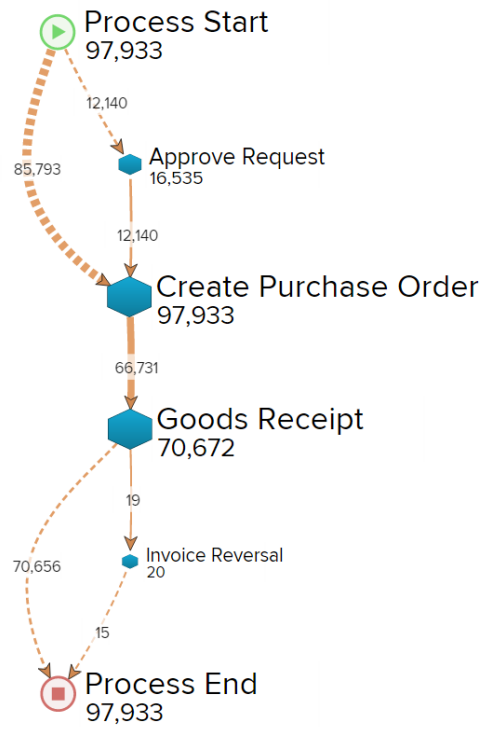 Process Start
97,933
12,140
85,793
Approve Request
16,535
12,140
Create Purchase Order
97,933
66,731
Goods Receipt
70,672
19
Invoice Reversal
20
70,656
15
Process End
97,933